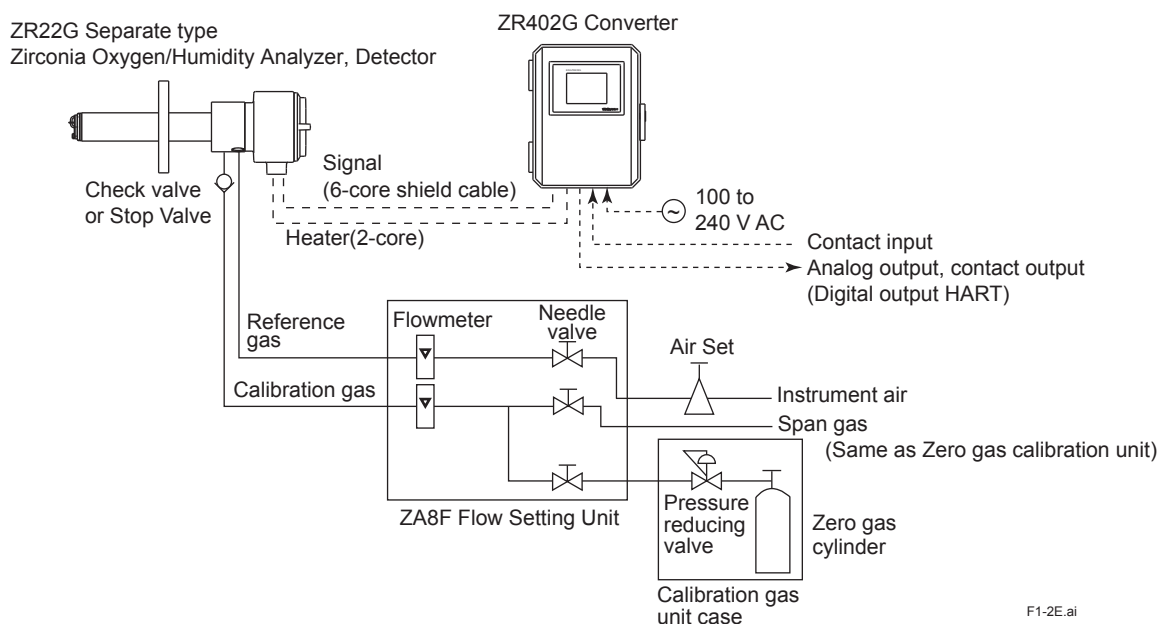 ZR22G Separate type
Zirconia Oxygen/Humidity Analyzer, Detector
ZR402G Converter
Check valve
or Stop Valve
Signal
(6-core shield cable)
Heater(2-core)
100 to
240 V AC
Contact input
Analog output, contact output
(Digital output HART)
Reference
gas
Flowmeter
Needle
valve
Air Set
Calibration gas
Instrument air
Span gas
(Same as Zero gas calibration unit)
ZA8F Flow Setting Unit
Pressure
reducing
valve
Zero gas
cylinder
Calibration gas
unit case
F1-2E.ai